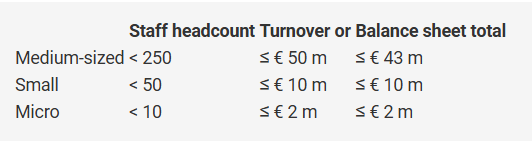 Staff headcount Turnover or Balance sheet total
Medium-sized < 250 ≤ € 50 m ≤ € 43 m
Small < 50 ≤ € 10 m ≤ € 10 m
Micro < 10 ≤ € 2 m ≤ € 2 m